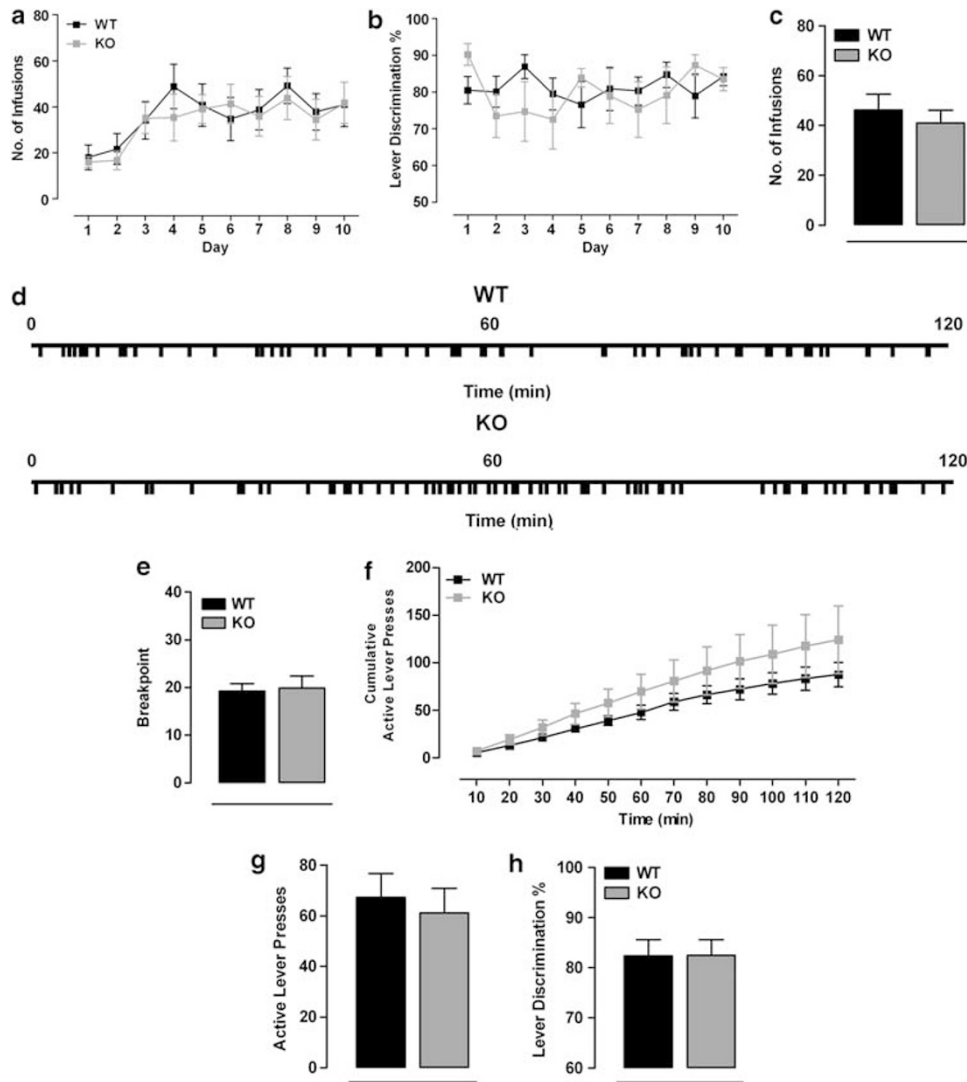 a
80
60
40
20
0
No. of Infusions
WT
KO
1 2 3 4 5 6 7 8 9 10
Day
b
100
90
80
70
60
50
Lever Discrimination %
1 2 3 4 5 6 7 8 9 10
Day
c
80
60
40
20
0
No. of Infusions
WT
KO
d
WT
0 60 120
Time (min)
KO
0 60 120
Time (min)
e
40
30
20
10
0
Breakpoint
WT
KO
f
200
150
100
50
0
Cumulative
Active Lever Presses
WT
KO
10 20 30 40 50 60 70 80 90 100 110 120
Time (min)
g
80
60
40
20
0
Active Lever Presses
h
100
90
80
70
60
Lever Discrimination %
WT
KO